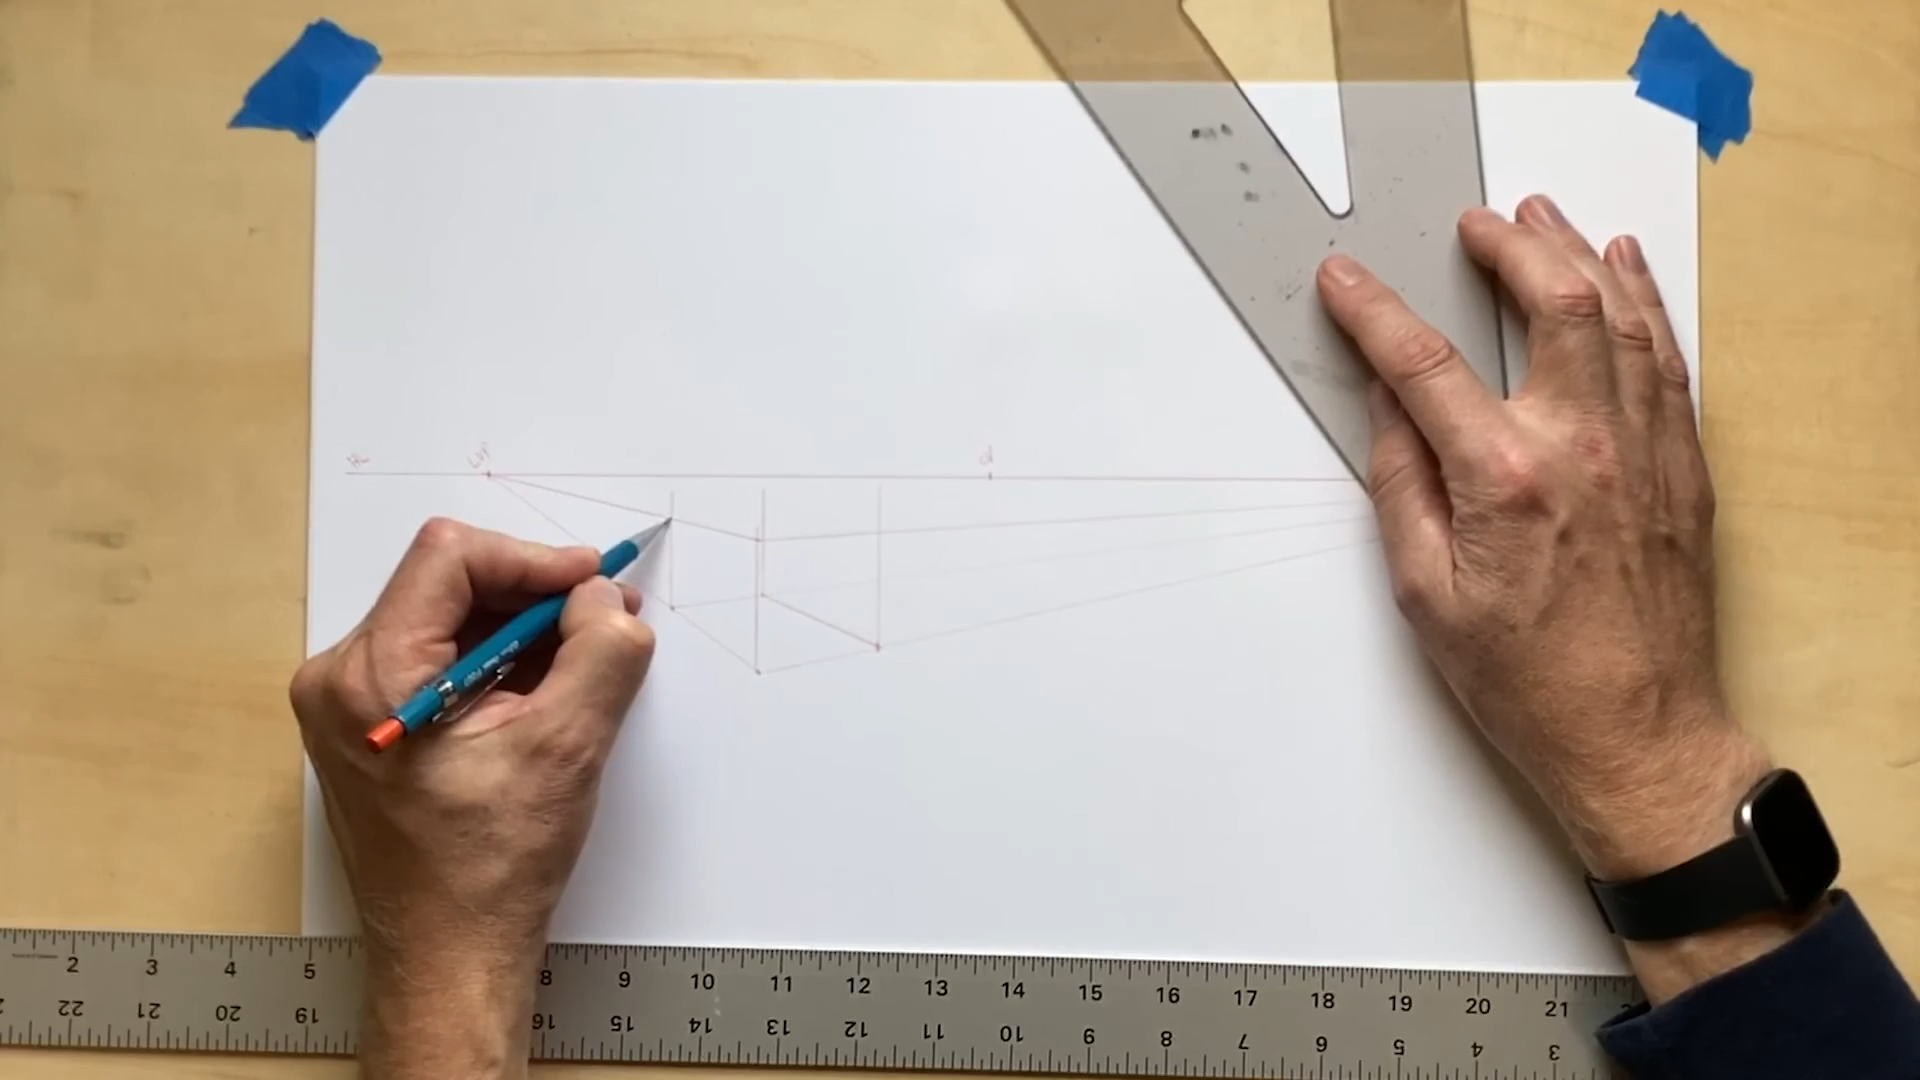 HL
LVP
2 3 4 5 8 9 10 11 12 13 14 15 16 17 18 19 20 21
22 21 20 19 16 15 14 13 12 11 10 9 8 7 6 5 4 3